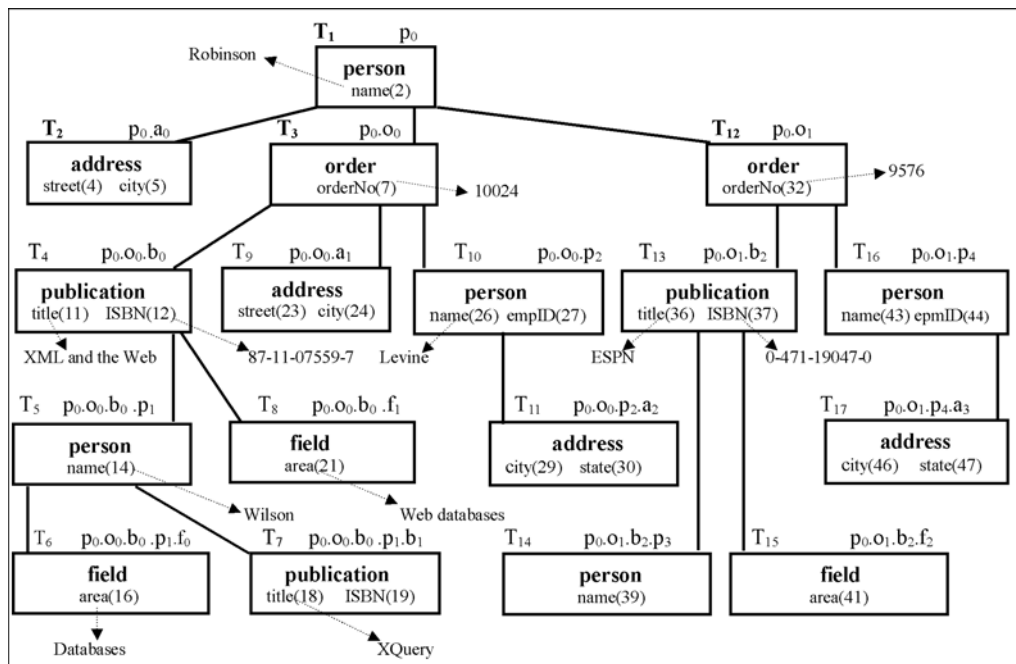 T1 p0
Robinson
person
name(2)
T2 p0.a0 T3 p0.o0 T12 p0.o1
address order order
street(4) city(5) orderNo(7) 10024 orderNo(32) 9576
T4 p0.o0.b0 T9 p0.o0.a1 T10 p0.o0.p2 T13 p0.o1.b2 T16 p0.o1.p4
publication address person publication person
title(11) ISBN(12) street(23) city(24) name(26) empID(27) title(36) ISBN(37) name(43) epmID(44)
XML and the Web 87-11-07559-7 Levine ESPN 0-471-19047-0
T5 p0.o0.b0 .p1 T8 p0.o0.b0 .f1 T11 p0.o0.p2.a2 T17 p0.o1.p4.a3
person field address address
name(14) area(21) city(29) state(30) city(46) state(47)
Wilson Web databases
T6 p0.o0.b0 .p1.f0 T7 p0.o0.b0 .p1.b1 T14 p0.o1.b2.p3 T15 p0.o1.b2.f2
field publication person field
area(16) title(18) ISBN(19) name(39) area(41)
Databases XQuery